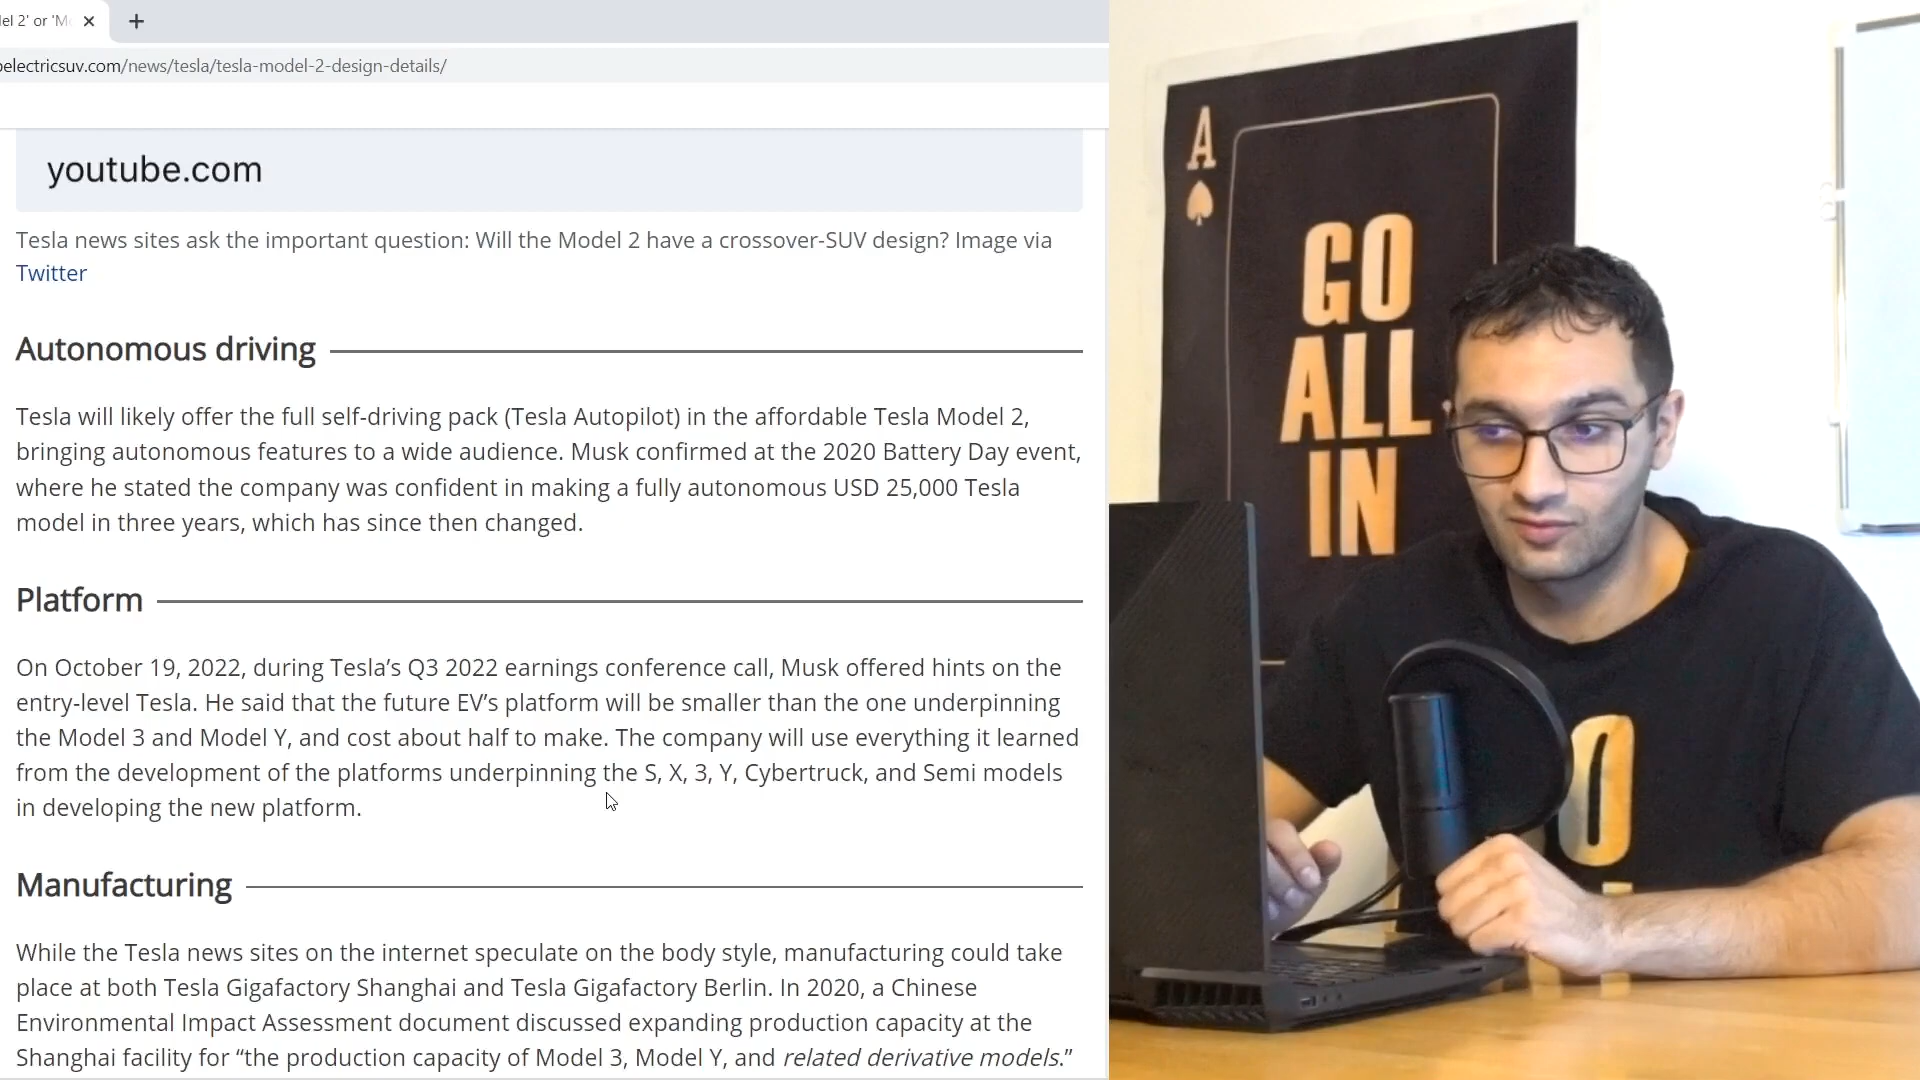 el 2' or 'M
electricsuv.com/news/tesla/tesla-model-2-design-details/
youtube.com
Tesla news sites ask the important question: Will the Model 2 have a crossover-SUV design? Image via
Twitter
Autonomous driving
Tesla will likely offer the full self-driving pack (Tesla Autopilot) in the affordable Tesla Model 2,
bringing autonomous features to a wide audience. Musk confirmed at the 2020 Battery Day event,
where he stated the company was confident in making a fully autonomous USD 25,000 Tesla
model in three years, which has since then changed.
Platform
On October 19, 2022, during Tesla’s Q3 2022 earnings conference call, Musk offered hints on the
entry-level Tesla. He said that the future EV’s platform will be smaller than the one underpinning
the Model 3 and Model Y, and cost about half to make. The company will use everything it learned
from the development of the platforms underpinning the S, X, 3, Y, Cybertruck, and Semi models
in developing the new platform.
Manufacturing
While the Tesla news sites on the internet speculate on the body style, manufacturing could take
place at both Tesla Gigafactory Shanghai and Tesla Gigafactory Berlin. In 2020, a Chinese
Environmental Impact Assessment document discussed expanding production capacity at the
Shanghai facility for “the production capacity of Model 3, Model Y, and related derivative models.”
A
GO
ALL
IN